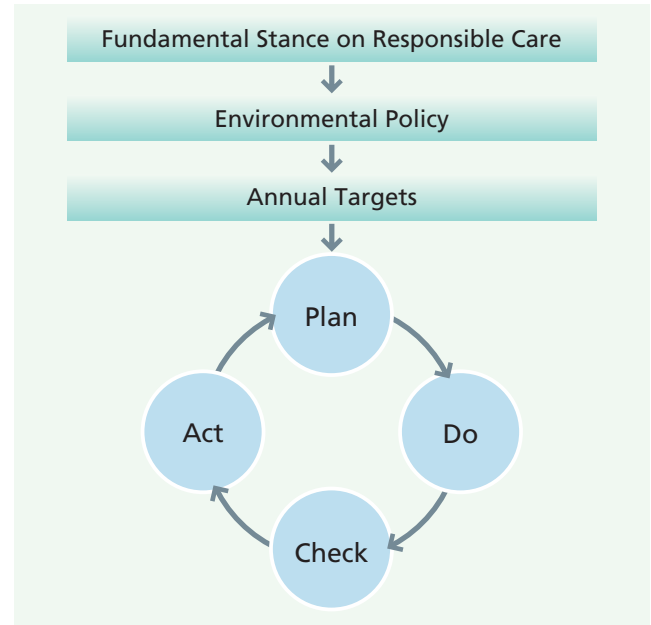 Fundamental Stance on Responsible Care
Environmental Policy
Annual Targets
Plan
Do
Check
Act